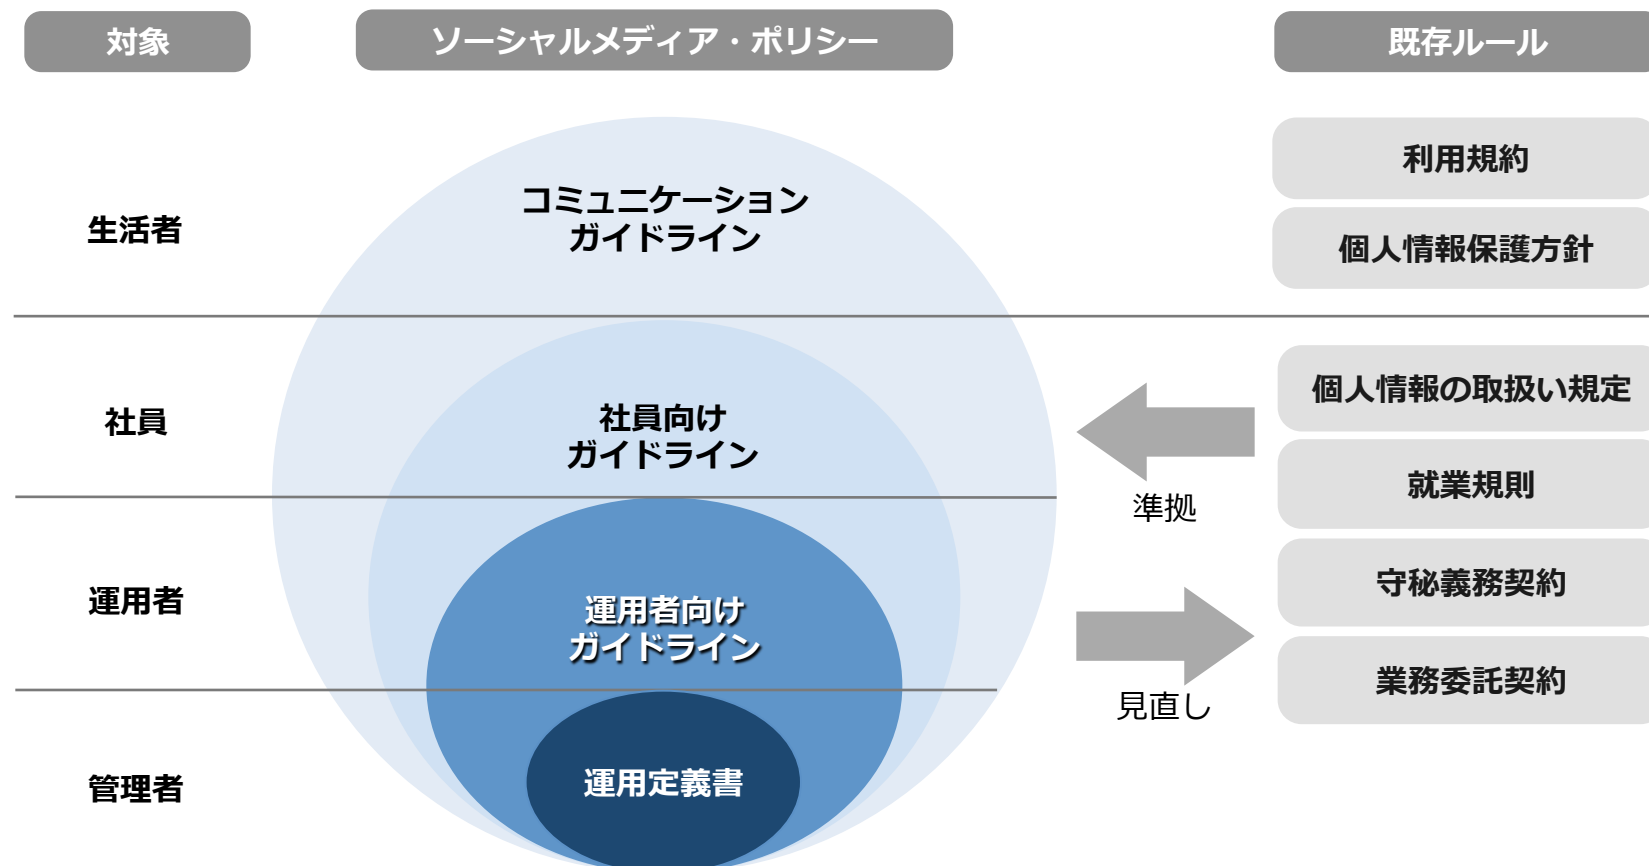 対象
ソーシャルメディア・ポリシー
既存ルール
生活者
コミュニケーション
ガイドライン
利用規約
個人情報保護方針
社員
社員向け
ガイドライン
準拠
個人情報の取扱い規定
就業規則
運用者
運用者向け
ガイドライン
見直し
守秘義務契約
業務委託契約
管理者
運用定義書